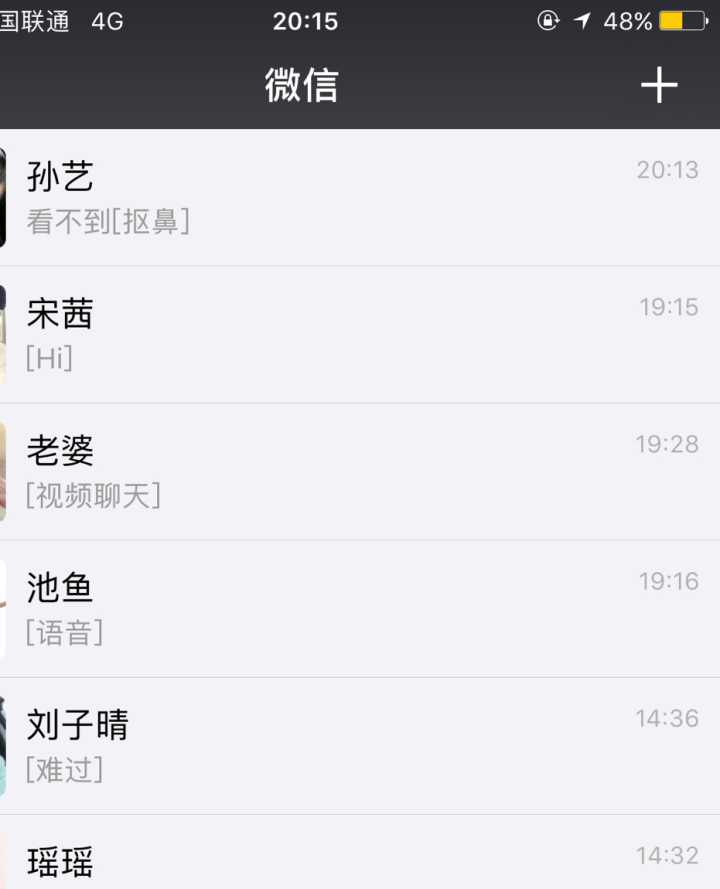 国联通 4G 20:15 48%
微信
孙艺 20:13
看不到[抠鼻]
宋茜 19:15
[Hi]
老婆 19:28
[视频聊天]
池鱼 19:16
[语音]
刘子晴 14:36
[难过]
瑶瑶 14:32